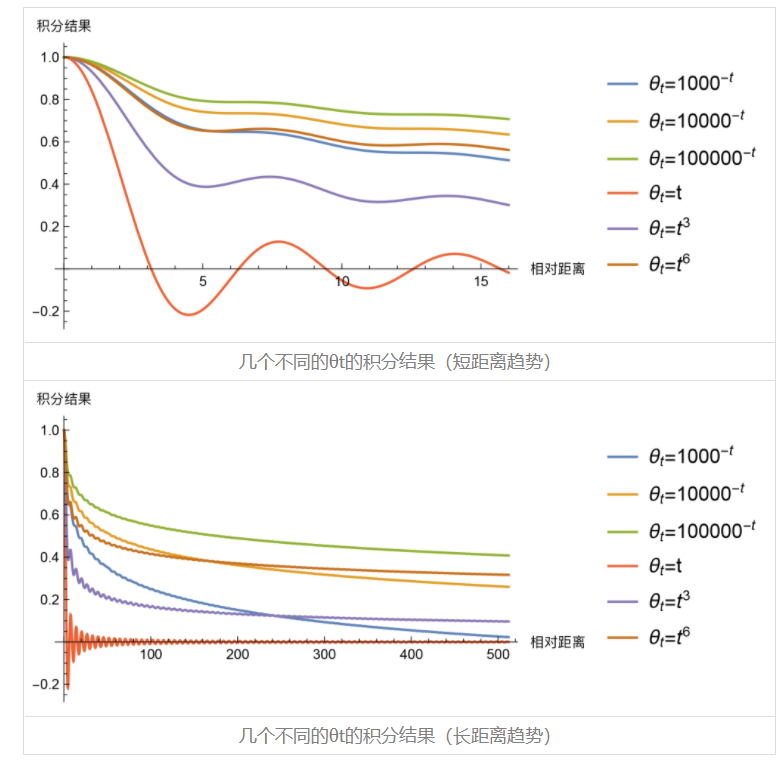 积分结果
1.0
0.8
0.6
0.4
0.2
-0.2
5
10
15
相对距离
θt=1000⁻ᵗ
θt=10000⁻ᵗ
θt=100000⁻ᵗ
θt=t
θt=t³
θt=t⁶
几个不同的θt的积分结果（短距离趋势）
积分结果
1.0
0.8
0.6
0.4
0.2
-0.2
100
200
300
400
500
相对距离
θt=1000⁻ᵗ
θt=10000⁻ᵗ
θt=100000⁻ᵗ
θt=t
θt=t³
θt=t⁶
几个不同的θt的积分结果（长距离趋势）